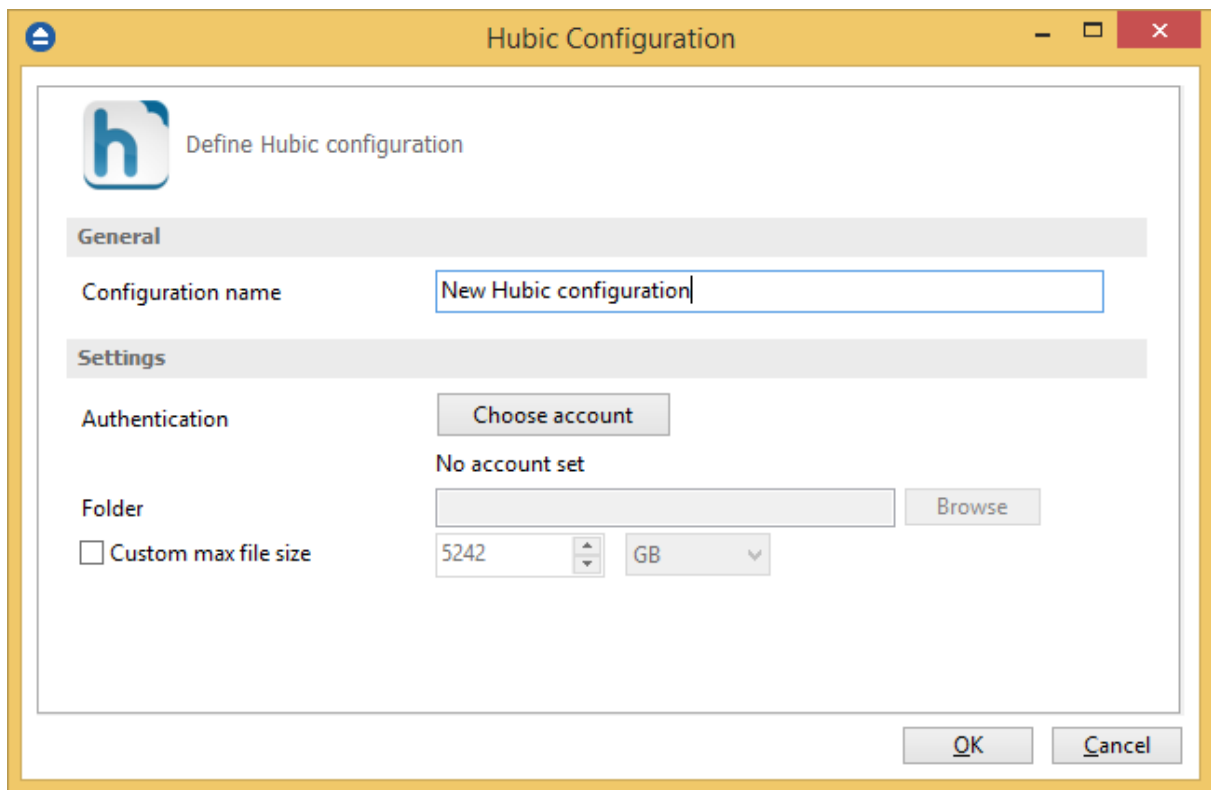 Hubic Configuration
h Define Hubic configuration
General
Configuration name New Hubic configuration
Settings
Authentication Choose account
No account set
Folder Browse
Custom max file size 5242 GB
OK Cancel